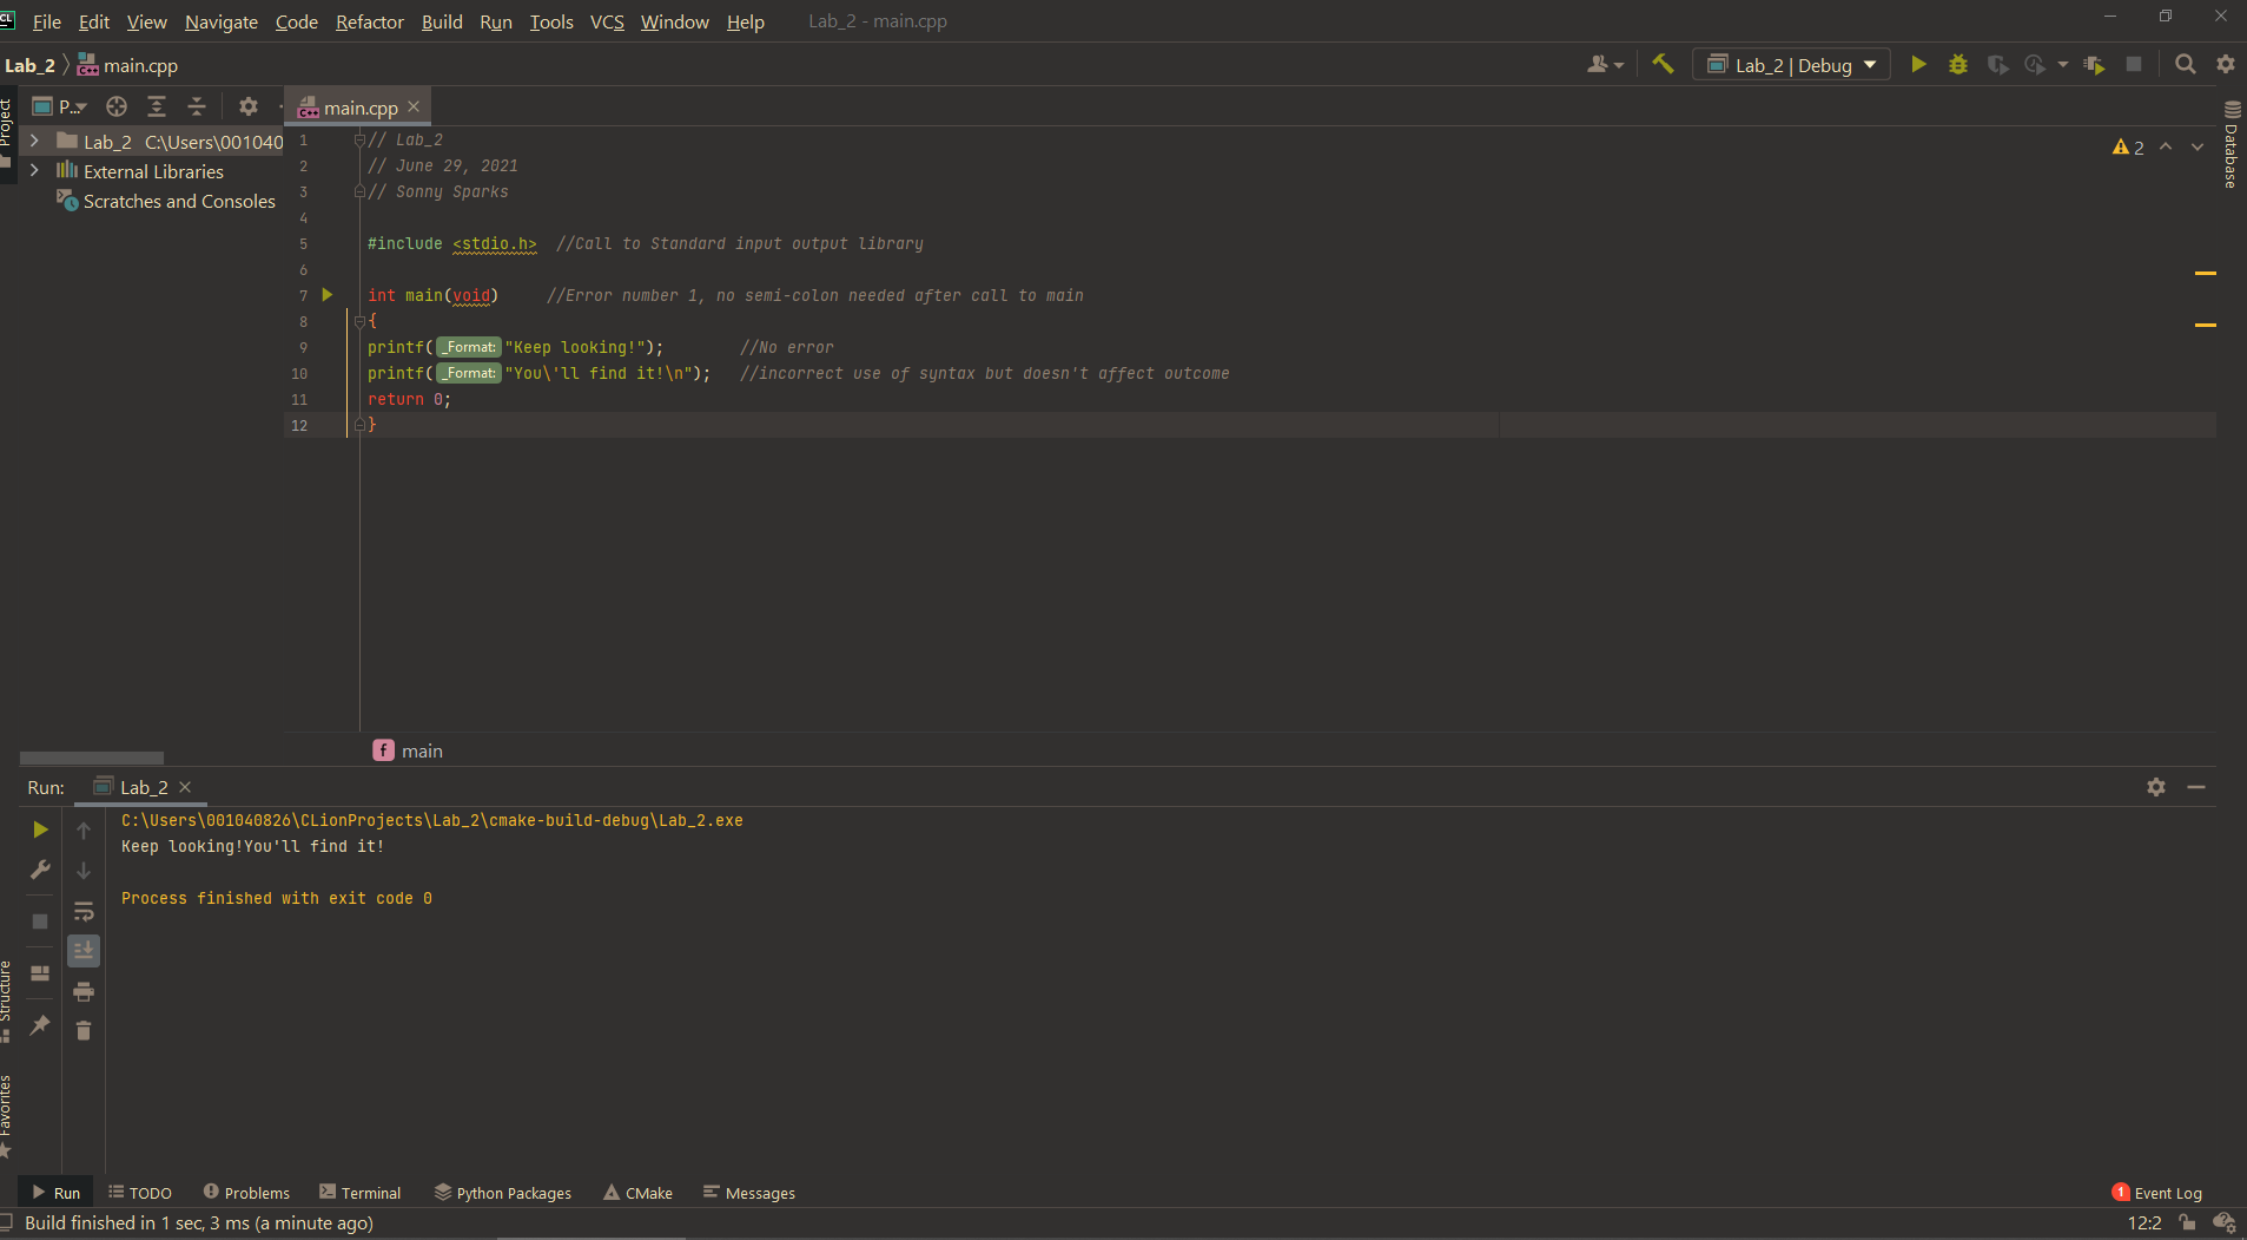 CL File Edit View Navigate Code Refactor Build Run Tools VCS Window Help Lab_2 - main.cpp
Lab_2 main.cpp Lab_2 | Debug
Project P... main.cpp
Lab_2 C:\Users\001040
External Libraries
Scratches and Consoles
1 // Lab_2
2 // June 29, 2021
3 // Sonny Sparks
4
5 #include <stdio.h> //Call to Standard input output library
6
7 int main(void) //Error number 1, no semi-colon needed after call to main
8 {
9 printf( _Format: "Keep looking!"); //No error
10 printf( _Format: "You\'ll find it!\n"); //incorrect use of syntax but doesn't affect outcome
11 return 0;
12 }
2
Database
f main
Run: Lab_2
C:\Users\001040826\CLionProjects\Lab_2\cmake-build-debug\Lab_2.exe
Keep looking!You'll find it!
Process finished with exit code 0
Structure
Favorites
Run TODO Problems Terminal Python Packages CMake Messages 1 Event Log
Build finished in 1 sec, 3 ms (a minute ago) 12:2